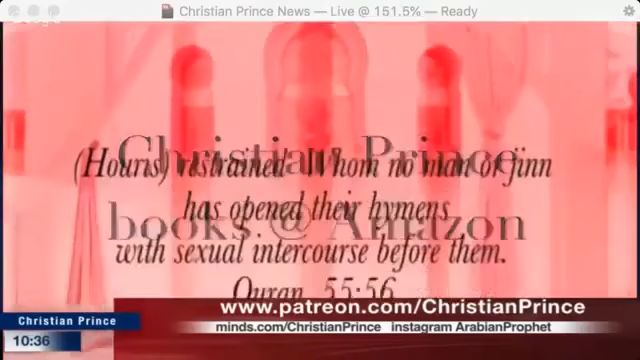 Christian Prince News — Live @ 151.5% — Ready
Google
Christian Prince
(Houris) restrained Whom no man or jinn
has opened their hymens
books @ Amazon
with sexual intercourse before them.
Quran 55:56
www.patreon.com/ChristianPrince
Christian Prince
minds.com/ChristianPrince instagram ArabianProphet
10:36